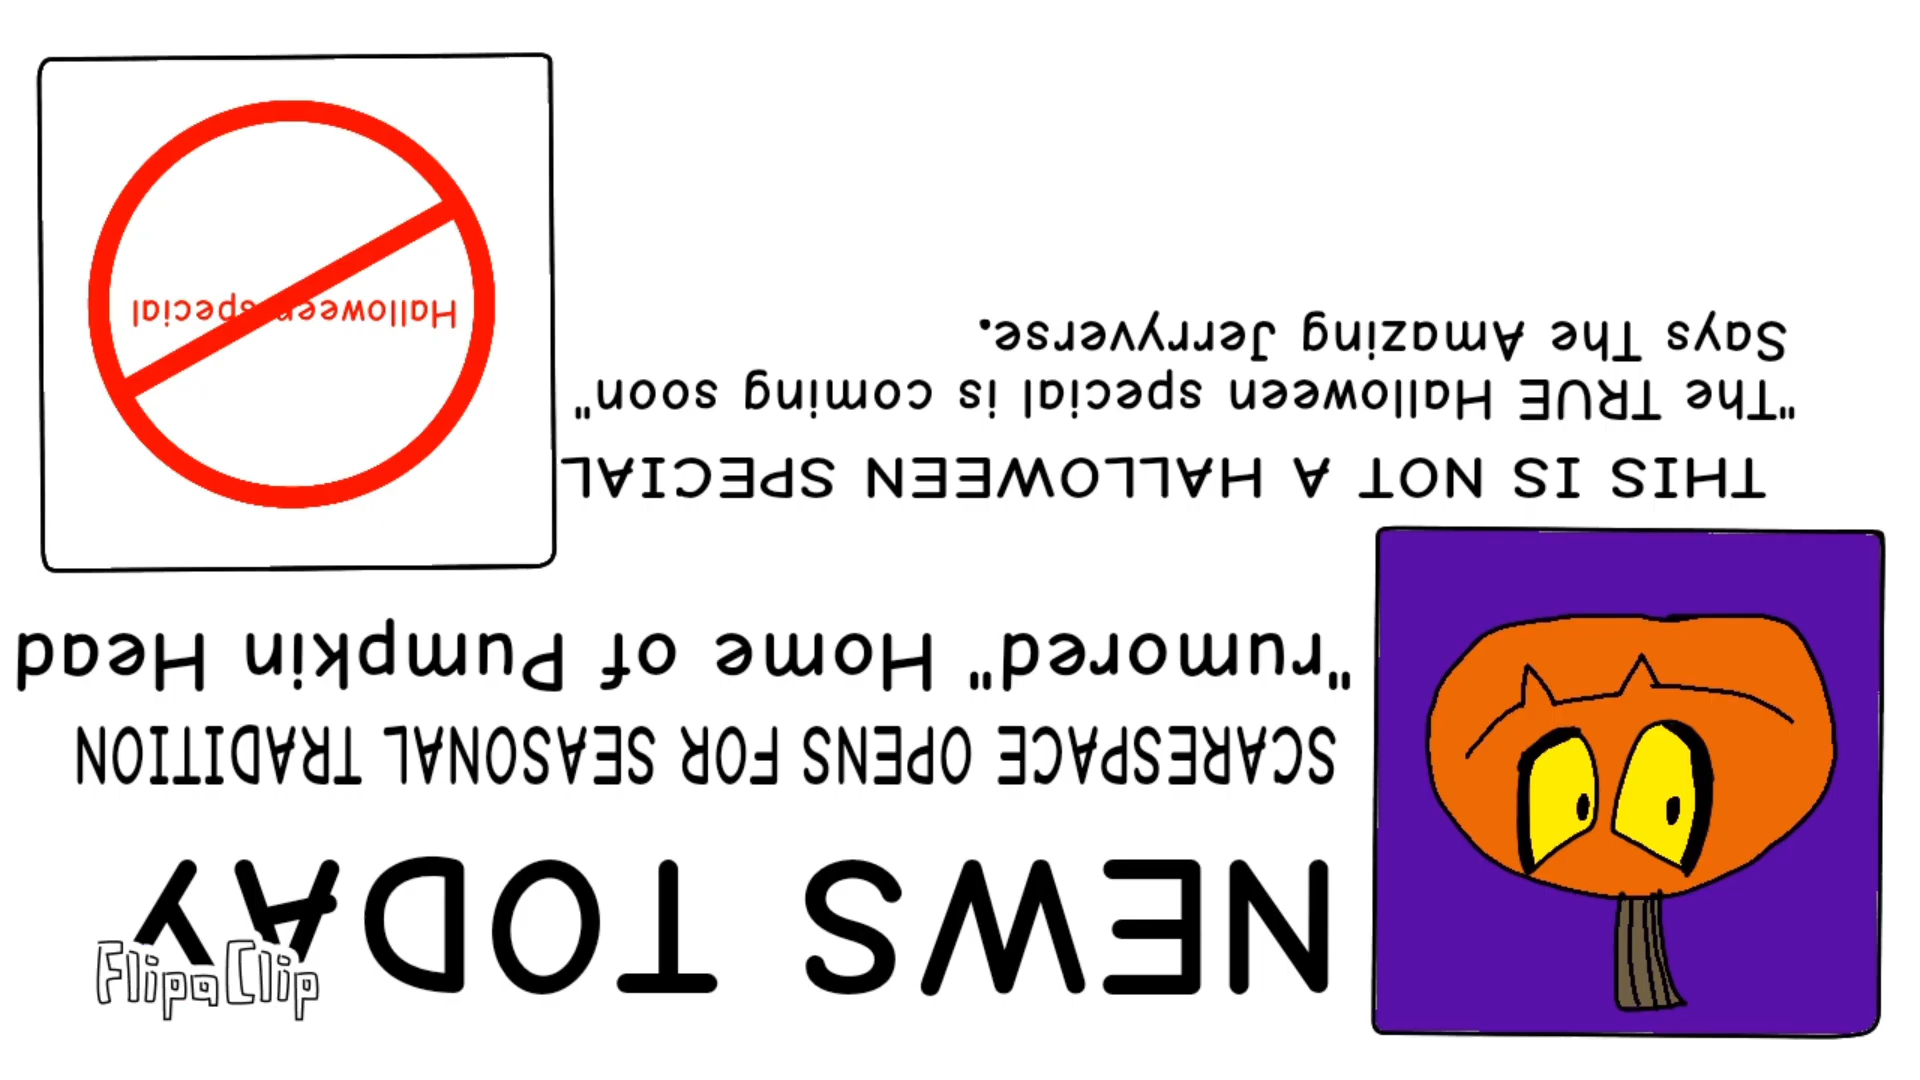 NEWS TODAY
SCARESPACE OPENS FOR SEASONAL TRADITION
"rumored" Home of Pumpkin Head
THIS IS NOT A HALLOWEEN SPECIAL
"The TRUE Halloween special is coming soon"
Says The Amazing Jerryverse.
Halloween special
FlipaClip